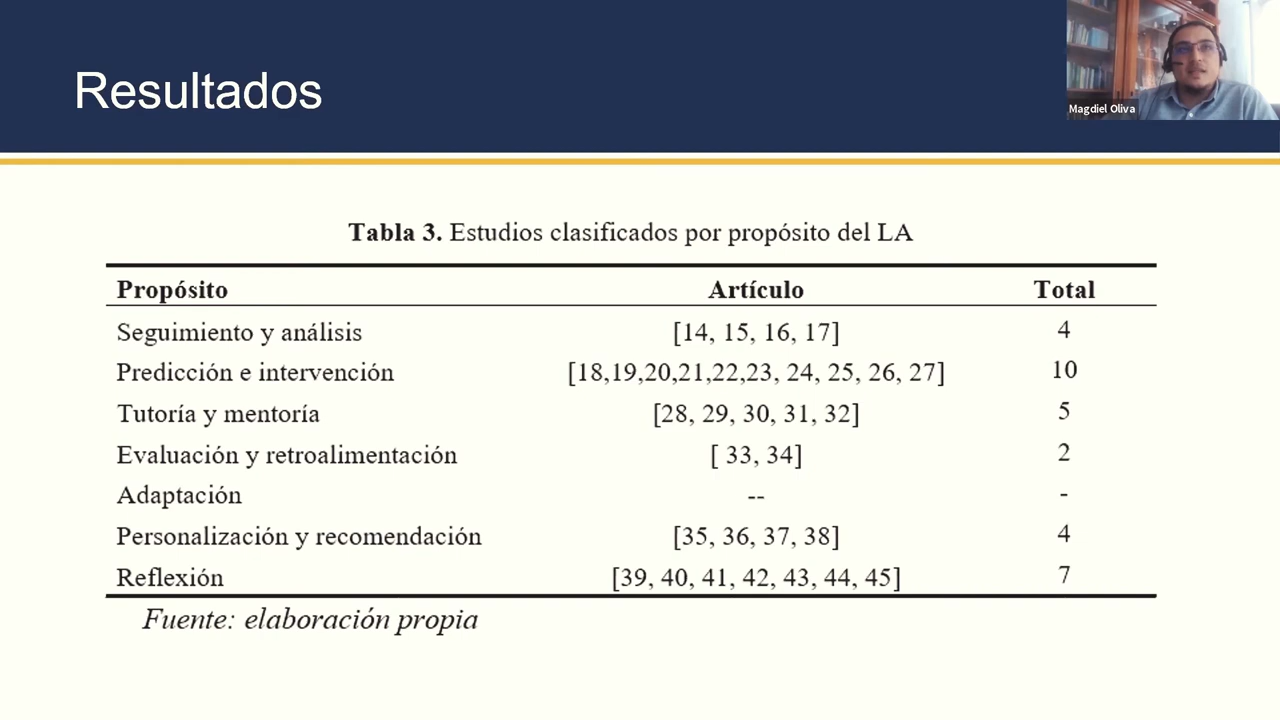 Resultados
Magdiel Oliva
Tabla 3. Estudios clasificados por propósito del LA
Propósito Artículo Total
Seguimiento y análisis [14, 15, 16, 17] 4
Predicción e intervención [18,19,20,21,22,23, 24, 25, 26, 27] 10
Tutoría y mentoría [28, 29, 30, 31, 32] 5
Evaluación y retroalimentación [ 33, 34] 2
Adaptación -- -
Personalización y recomendación [35, 36, 37, 38] 4
Reflexión [39, 40, 41, 42, 43, 44, 45] 7
Fuente: elaboración propia